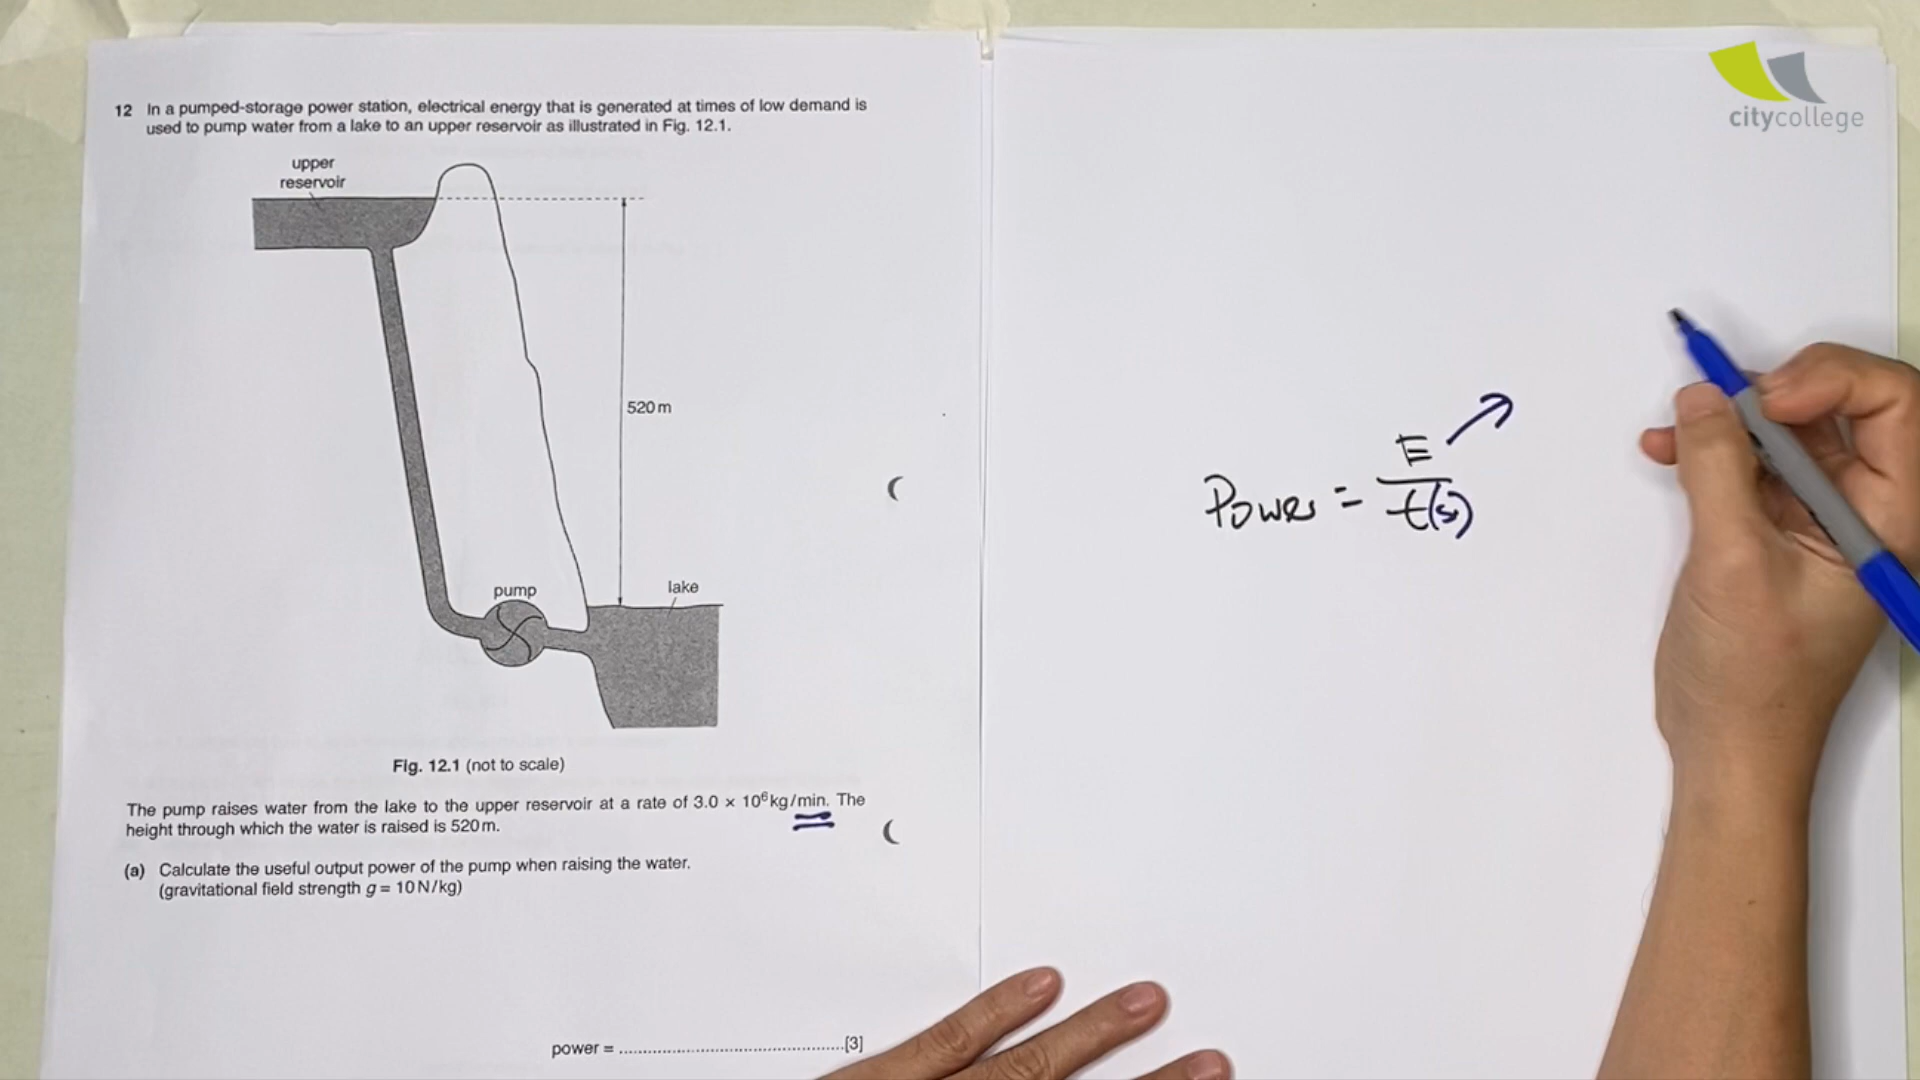 citycollege
12 In a pumped-storage power station, electrical energy that is generated at times of low demand is
used to pump water from a lake to an upper reservoir as illustrated in Fig. 12.1.
upper
reservoir
520 m
pump
lake
Fig. 12.1 (not to scale)
The pump raises water from the lake to the upper reservoir at a rate of 3.0 × 10⁶ kg/min. The
height through which the water is raised is 520 m.
(a) Calculate the useful output power of the pump when raising the water.
(gravitational field strength g = 10 N/kg)
power = ................................................[3]
Power = E
t(s)